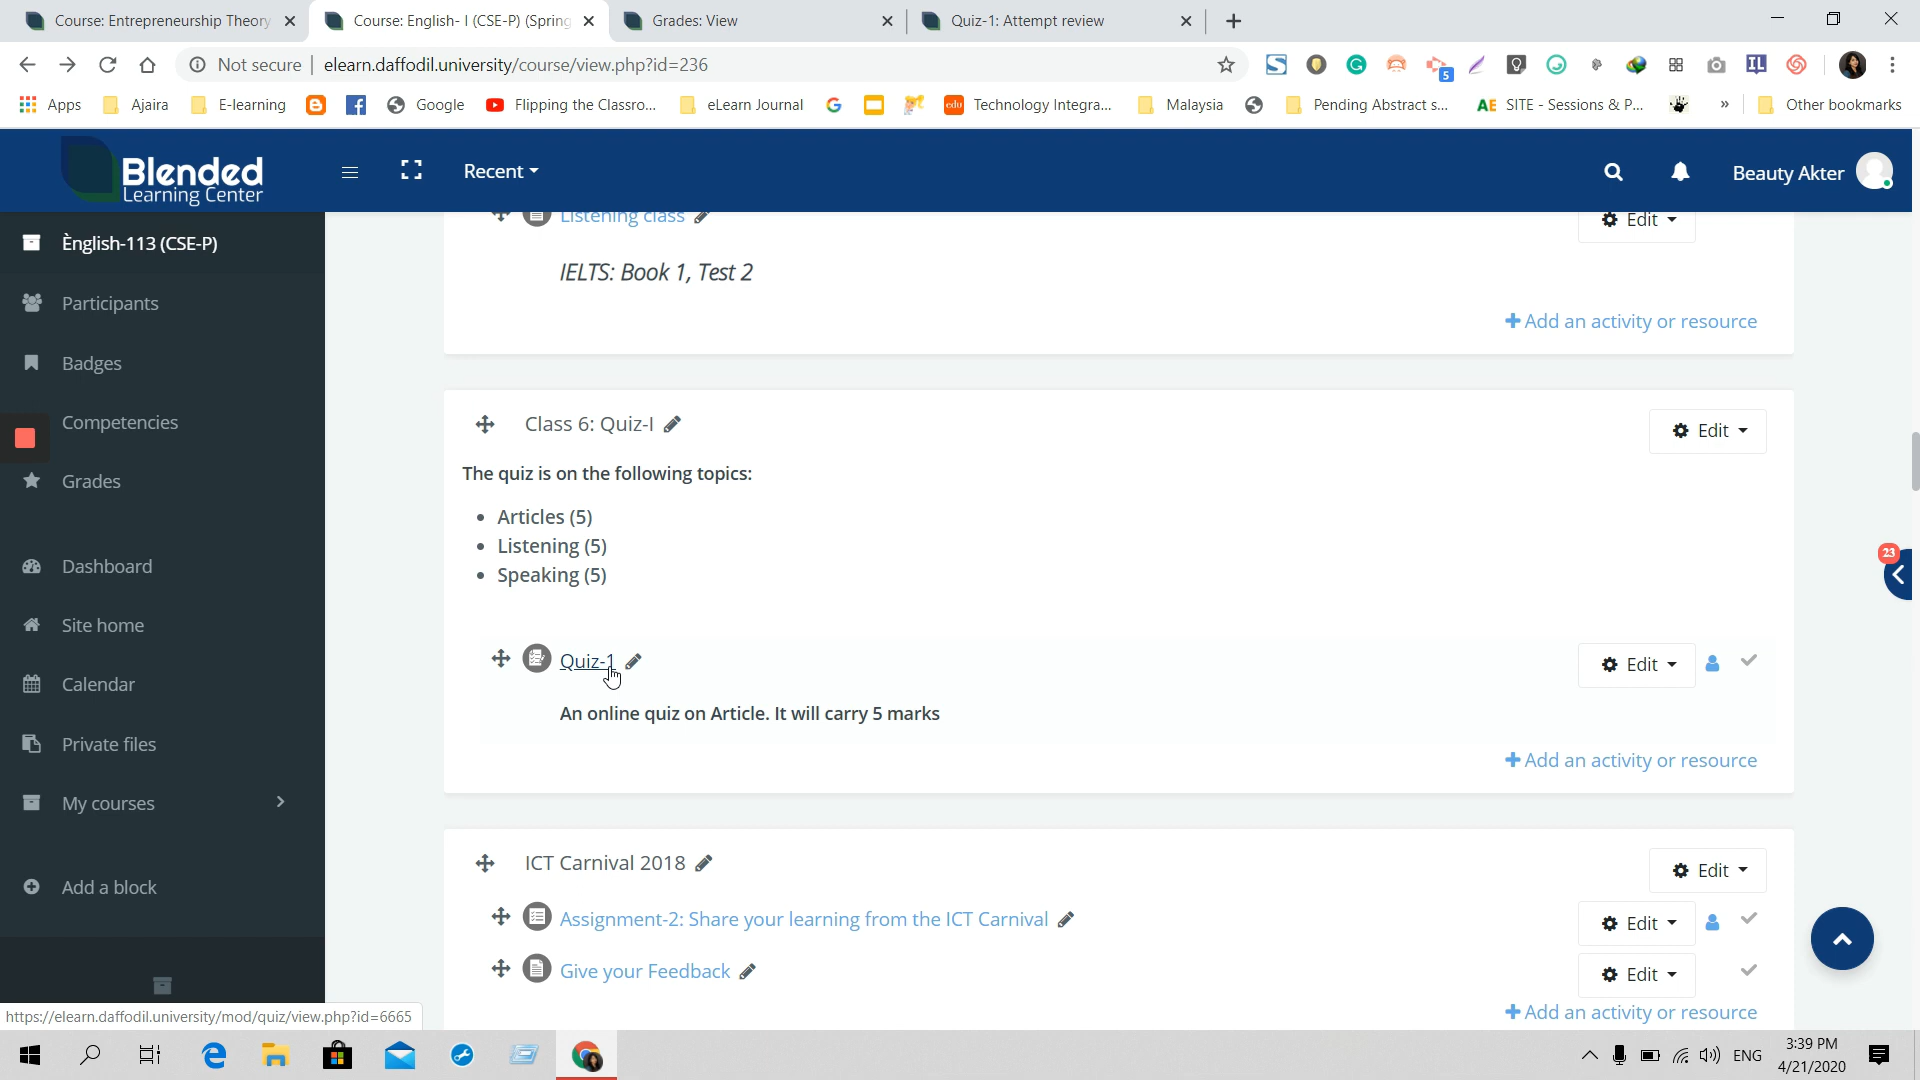 Course: Entrepreneurship Theory
Course: English- I (CSE-P) (Spring
Grades: View
Quiz-1: Attempt review
Not secure
elearn.daffodil.university/course/view.php?id=236
5
IL
Apps
Ajaira
E-learning
Google
Flipping the Classro...
eLearn Journal
Technology Integra...
Malaysia
Pending Abstract s...
AE SITE - Sessions & P...
»
Other bookmarks
Blended
Learning Center
Recent
Beauty Akter
Ènglish-113 (CSE-P)
Participants
Badges
Competencies
Grades
Dashboard
Site home
Calendar
Private files
My courses
Add a block
Listening class
Edit
IELTS: Book 1, Test 2
Add an activity or resource
Class 6: Quiz-I
Edit
The quiz is on the following topics:
• Articles (5)
• Listening (5)
• Speaking (5)
23
Quiz-1
Edit
An online quiz on Article. It will carry 5 marks
Add an activity or resource
ICT Carnival 2018
Edit
Assignment-2: Share your learning from the ICT Carnival
Edit
Give your Feedback
Edit
Add an activity or resource
https://elearn.daffodil.university/mod/quiz/view.php?id=6665
ENG
3:39 PM
4/21/2020